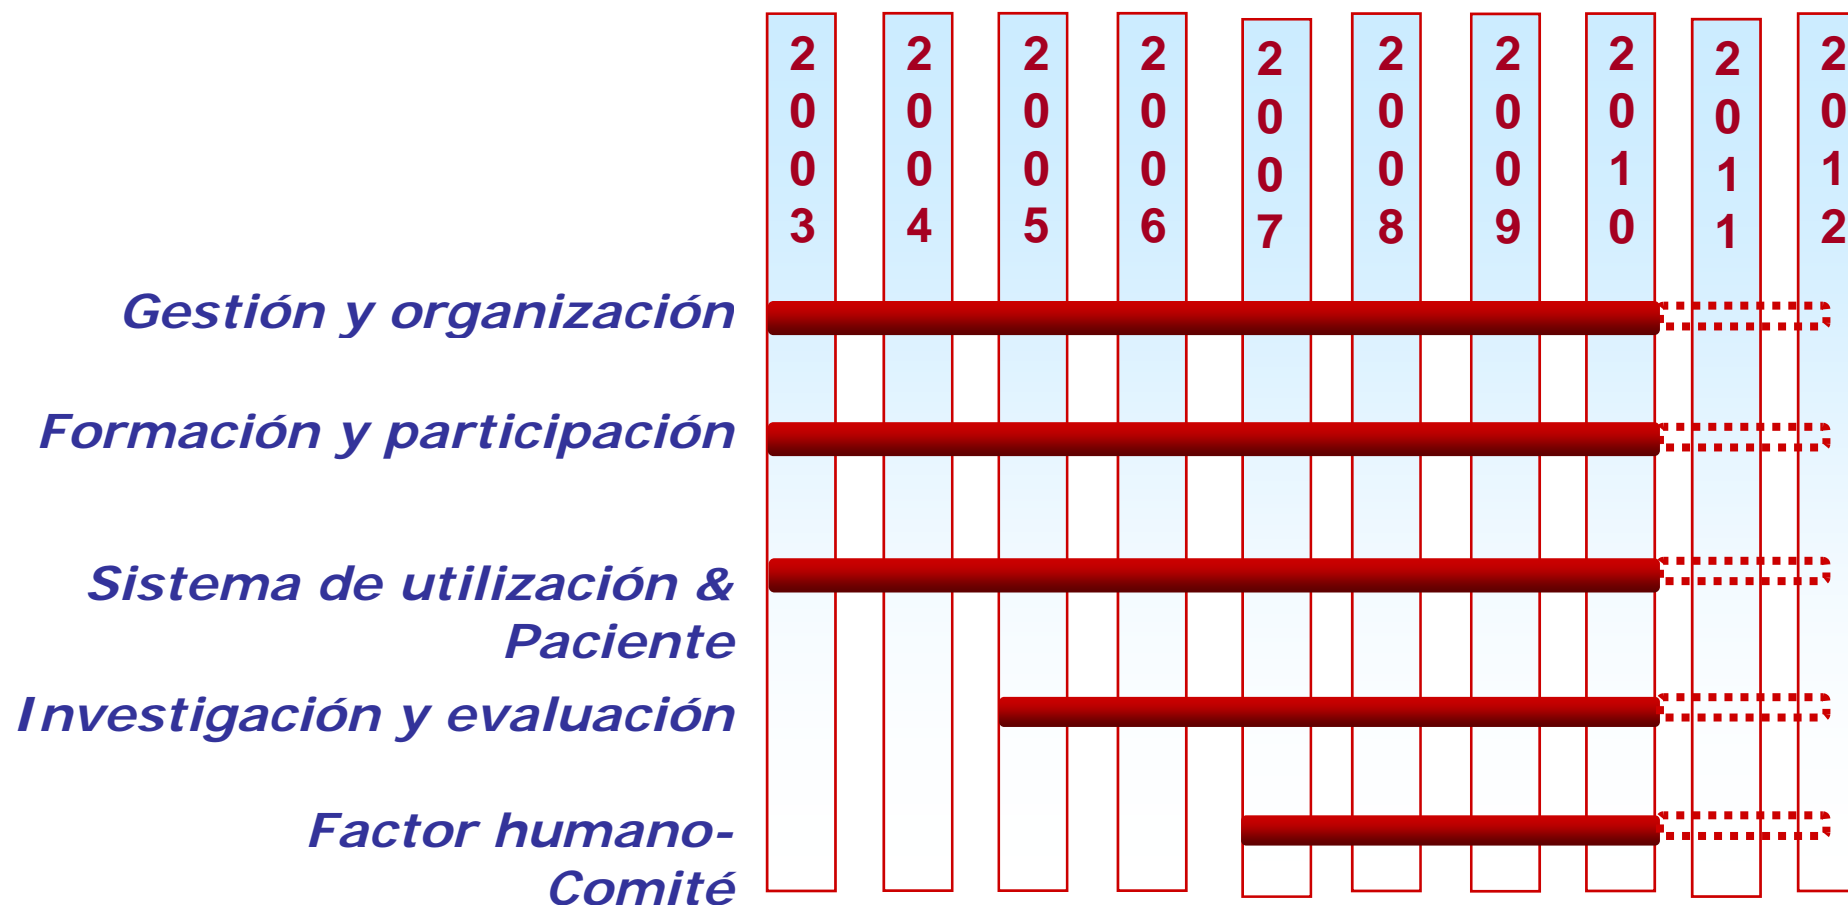 2003 2004 2005 2006 2007 2008 2009 2010 2011 2012
Gestión y organización
Formación y participación
Sistema de utilización &
Paciente
Investigación y evaluación
Factor humano-
Comité